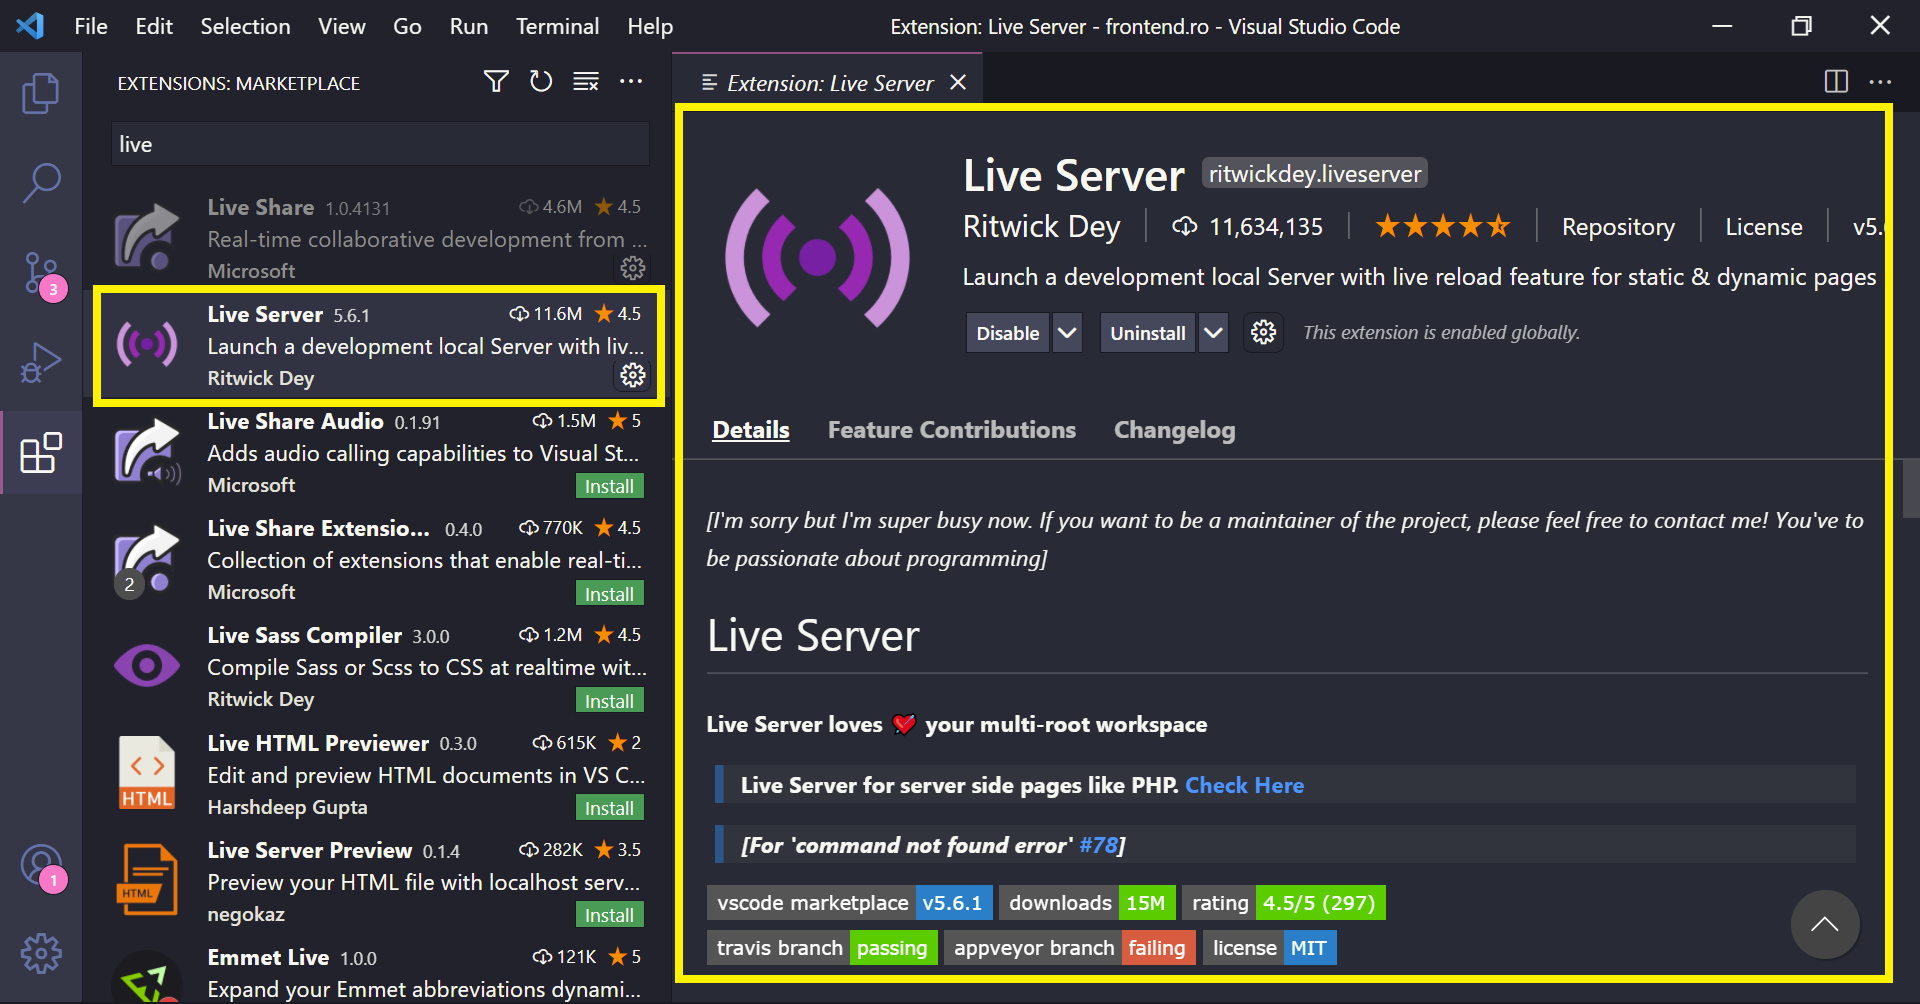 File Edit Selection View Go Run Terminal Help
Extension: Live Server - frontend.ro - Visual Studio Code
EXTENSIONS: MARKETPLACE
live
Live Share 1.0.4131 4.6M 4.5
Real-time collaborative development from ...
Microsoft
Live Server 5.6.1 11.6M 4.5
Launch a development local Server with liv...
Ritwick Dey
Live Share Audio 0.1.91 1.5M 5
Adds audio calling capabilities to Visual St...
Microsoft Install
Live Share Extensio... 0.4.0 770K 4.5
Collection of extensions that enable real-ti...
2
Microsoft Install
Live Sass Compiler 3.0.0 1.2M 4.5
Compile Sass or Scss to CSS at realtime wit...
Ritwick Dey Install
Live HTML Previewer 0.3.0 615K 2
Edit and preview HTML documents in VS C...
HTML
Harshdeep Gupta Install
Live Server Preview 0.1.4 282K 3.5
Preview your HTML file with localhost serv...
HTML
negokaz Install
Emmet Live 1.0.0 121K 5
Expand your Emmet abbreviations dynami...
3
1
Extension: Live Server
Live Server ritwickdey.liveserver
Ritwick Dey 11,634,135 Repository License v5.
Launch a development local Server with live reload feature for static & dynamic pages
Disable Uninstall This extension is enabled globally.
Details Feature Contributions Changelog
[I'm sorry but I'm super busy now. If you want to be a maintainer of the project, please feel free to contact me! You've to
be passionate about programming]
Live Server
Live Server loves 💘 your multi-root workspace
Live Server for server side pages like PHP. Check Here
[For 'command not found error' #78]
vscode marketplace v5.6.1 downloads 15M rating 4.5/5 (297)
travis branch passing appveyor branch failing license MIT